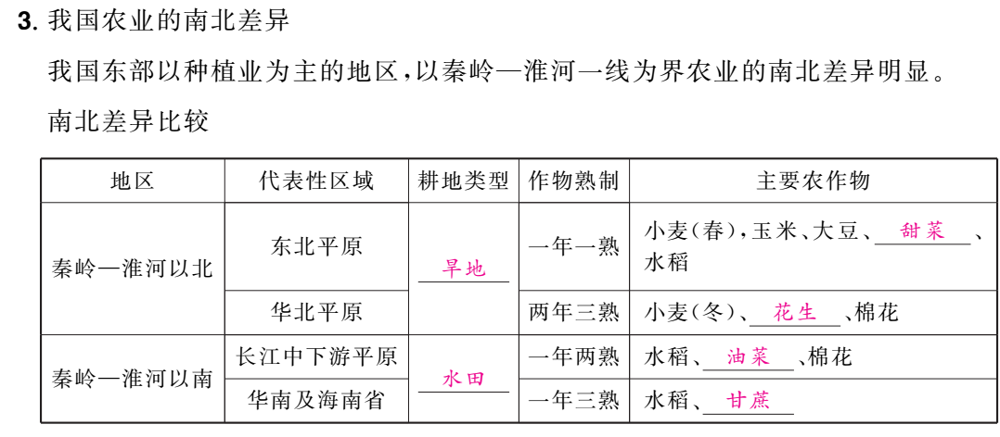 3. 我国农业的南北差异
我国东部以种植业为主的地区,以秦岭—淮河一线为界农业的南北差异明显。
南北差异比较
地区 代表性区域 耕地类型 作物熟制 主要农作物
秦岭—淮河以北 东北平原 旱地 一年一熟 小麦(春),玉米、大豆、甜菜、
水稻
华北平原 两年三熟 小麦(冬)、花生、棉花
秦岭—淮河以南 长江中下游平原 水田 一年两熟 水稻、油菜、棉花
华南及海南省 一年三熟 水稻、甘蔗